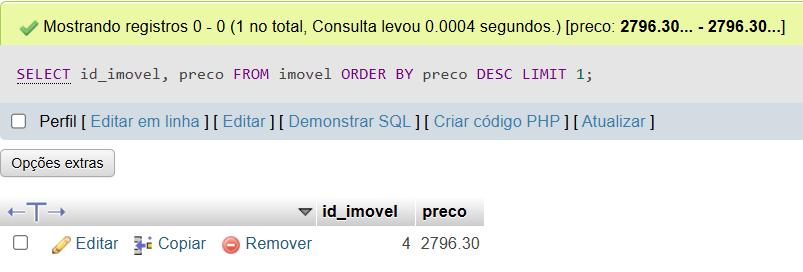 Mostrando registros 0 - 0 (1 no total, Consulta levou 0.0004 segundos.) [preco: 2796.30... - 2796.30...]
SELECT id_imovel, preco FROM imovel ORDER BY preco DESC LIMIT 1;
Perfil [ Editar em linha ] [ Editar ] [ Demonstrar SQL ] [ Criar código PHP ] [ Atualizar ]
Opções extras
←T→ id_imovel preco
Editar Copiar Remover 4 2796.30